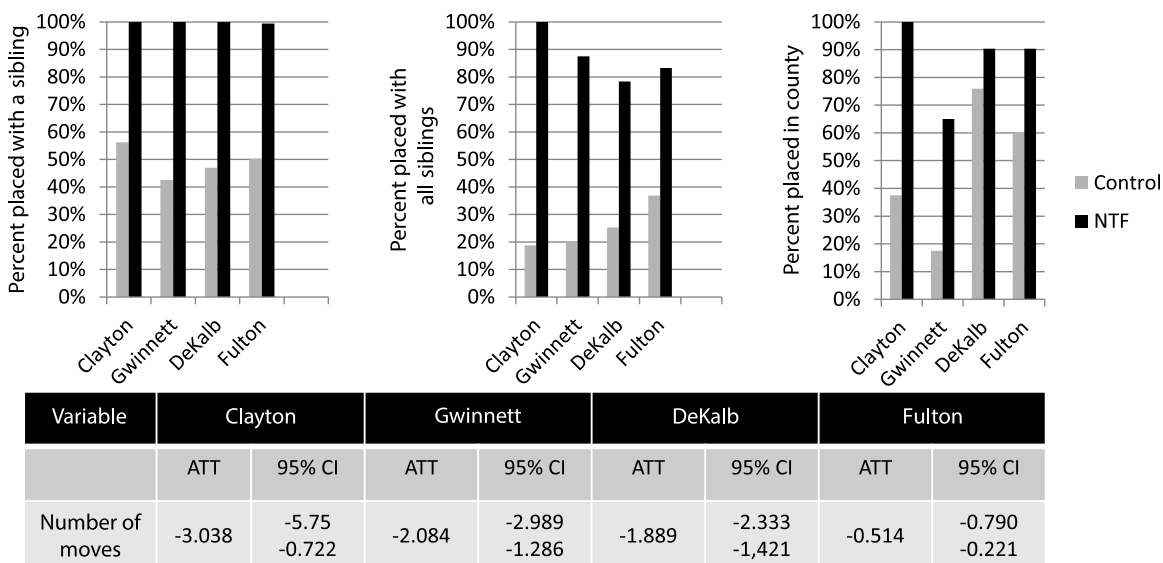 Percent placed with a sibling
100%
90%
80%
70%
60%
50%
40%
30%
20%
10%
0%
Clayton
Gwinnett
DeKalb
Fulton
Percent placed with
all siblings
100%
90%
80%
70%
60%
50%
40%
30%
20%
10%
0%
Clayton
Gwinnett
DeKalb
Fulton
Percent placed in county
100%
90%
80%
70%
60%
50%
40%
30%
20%
10%
0%
Clayton
Gwinnett
DeKalb
Fulton
Control
NTF
Variable Clayton Gwinnett DeKalb Fulton
ATT 95% CI ATT 95% CI ATT 95% CI ATT 95% CI
Number of moves -3.038 -5.75 -0.722 -2.084 -2.989 -1.286 -1.889 -2.333 -1,421 -0.514 -0.790 -0.221